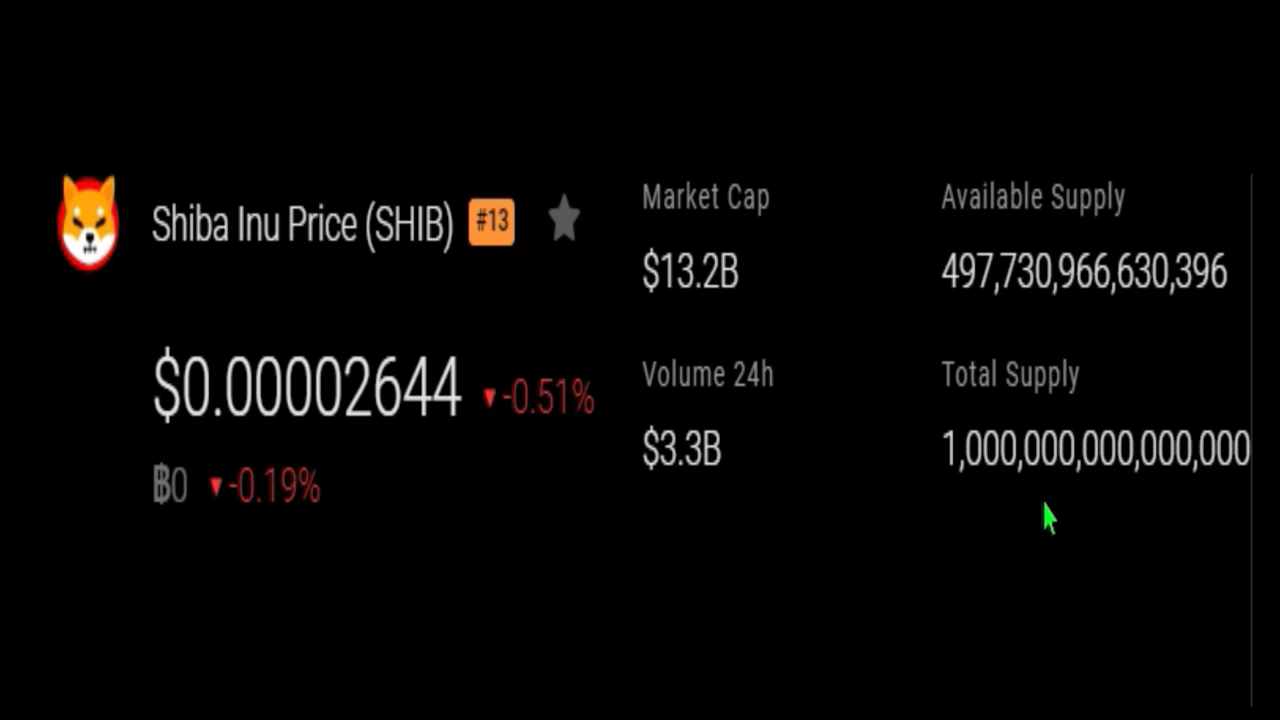 Shiba Inu Price (SHIB) #13
$0.00002644 ▼-0.51%
฿0 ▼-0.19%
Market Cap
$13.2B
Volume 24h
$3.3B
Available Supply
497,730,966,630,396
Total Supply
1,000,000,000,000,000